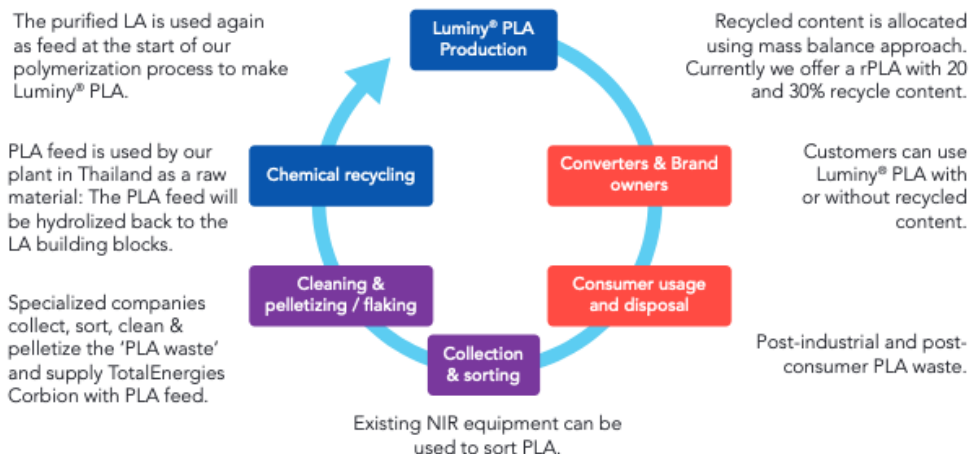 The purified LA is used again
as feed at the start of our
polymerization process to make
Luminy® PLA.
Luminy® PLA
Production
Recycled content is allocated
using mass balance approach.
Currently we offer a rPLA with 20
and 30% recycle content.
PLA feed is used by our
plant in Thailand as a raw
material: The PLA feed will
be hydrolized back to the
LA building blocks.
Chemical recycling
Converters & Brand
owners
Customers can use
Luminy® PLA with
or without recycled
content.
Specialized companies
collect, sort, clean &
pelletize the ‘PLA waste’
and supply TotalEnergies
Corbion with PLA feed.
Cleaning &
pelletizing / flaking
Consumer usage
and disposal
Collection
& sorting
Post-industrial and post-
consumer PLA waste.
Existing NIR equipment can be
used to sort PLA.